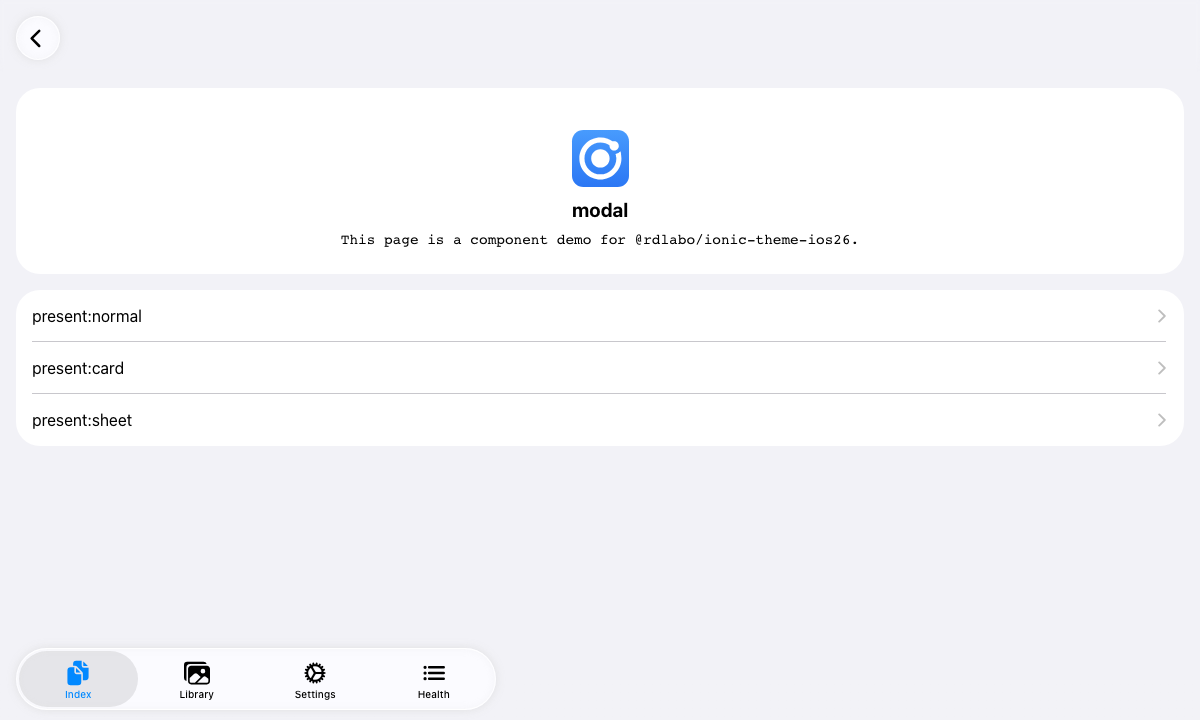 modal
This page is a component demo for @rdlabo/ionic-theme-ios26.
present:normal
present:card
present:sheet
Index
Library
Settings
Health